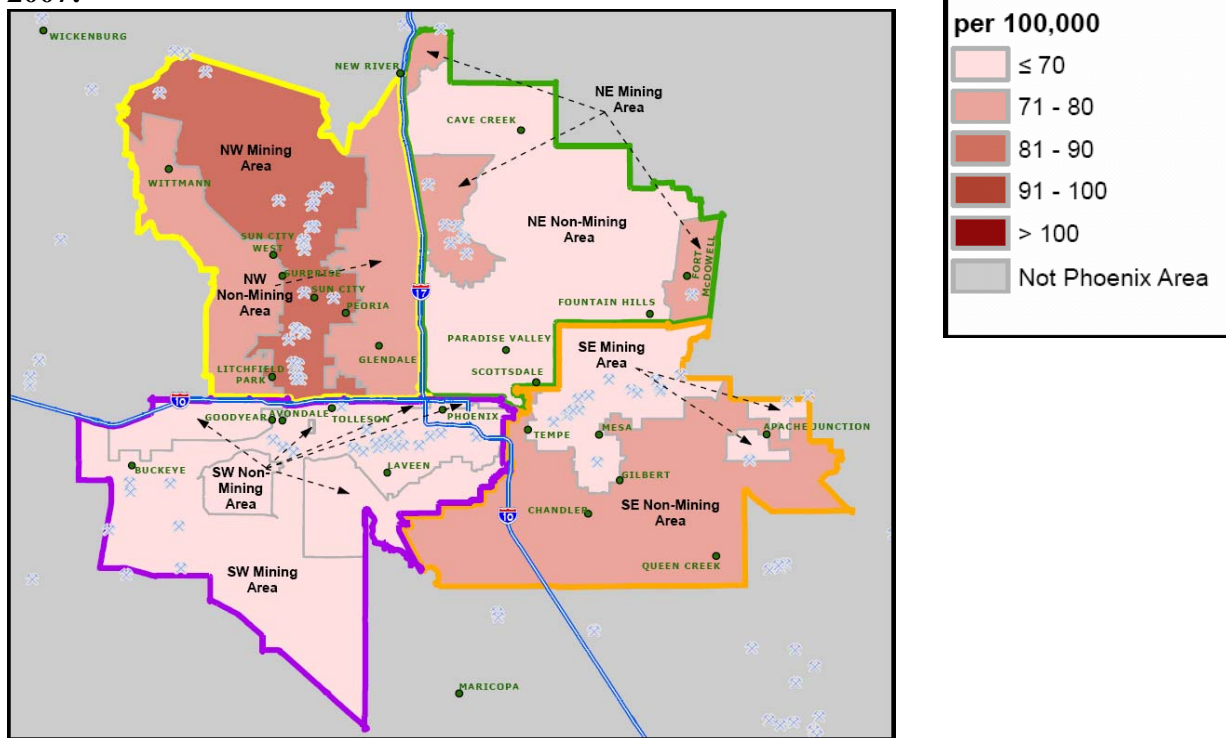 2007.
WICKENBURG
NEW RIVER
NE Mining
Area
CAVE CREEK
NW Mining
Area
WITTMANN
NE Non-Mining
Area
SUN CITY
WEST
SURPRISE
NW
Non-Mining
Area
SUN CITY
PEORIA
17
FORT
McDOWELL
FOUNTAIN HILLS
GLENDALE
PARADISE VALLEY
SE Mining
Area
LITCHFIELD
PARK
SCOTTSDALE
10
GOODYEAR
AVONDALE
TOLLESON
PHOENIX
TEMPE
MESA
APACHE JUNCTION
BUCKEYE
SW Non-
Mining
Area
LAVEEN
GILBERT
CHANDLER
10
SE Non-Mining
Area
QUEEN CREEK
SW Mining
Area
MARICOPA
per 100,000
≤ 70
71 - 80
81 - 90
91 - 100
> 100
Not Phoenix Area